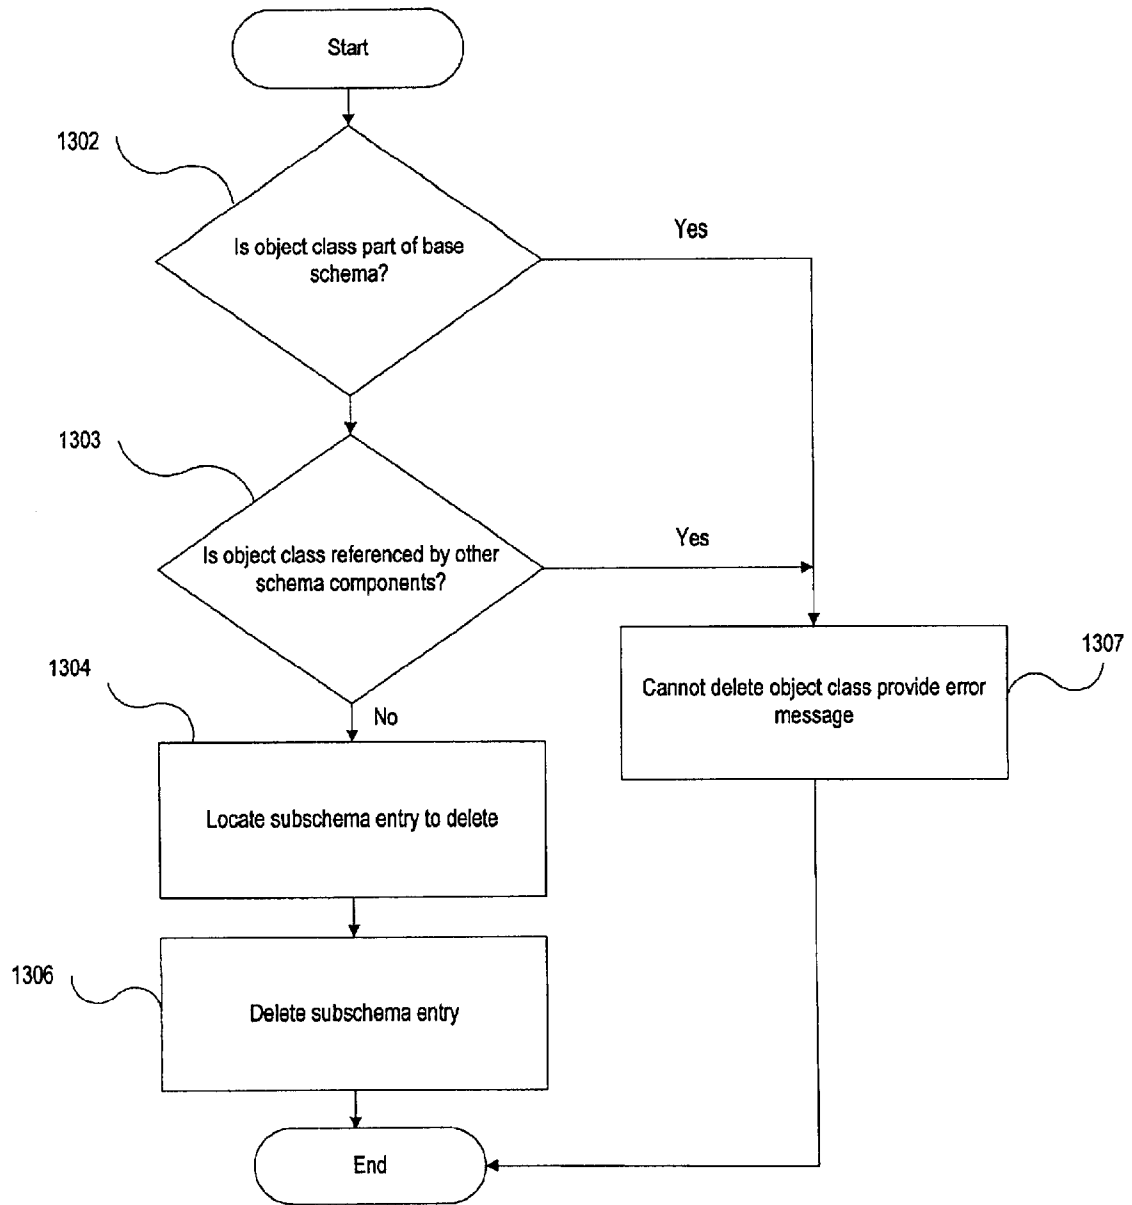 Start
1302
Is object class part of base
schema?
Yes
1303
Is object class referenced by other
schema components?
Yes
1304
No
Locate subschema entry to delete
1307
Cannot delete object class provide error
message
1306
Delete subschema entry
End